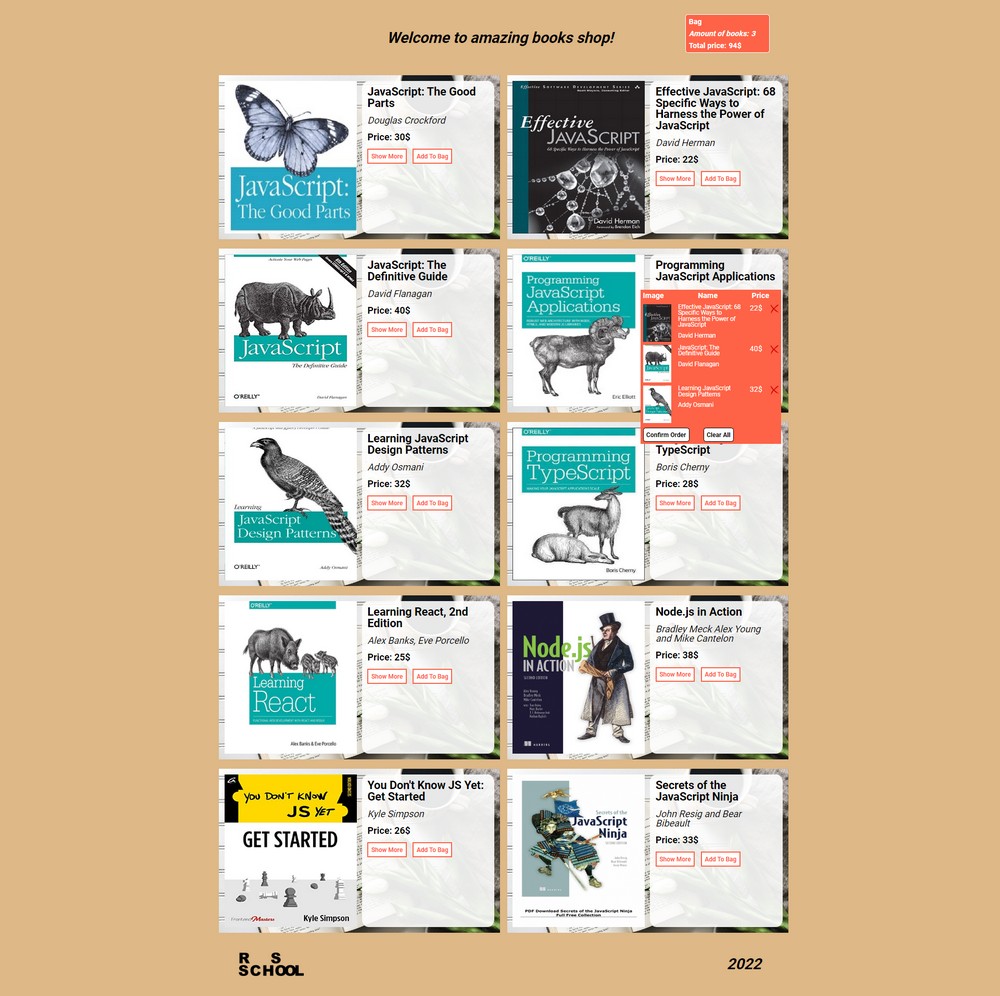 Welcome to amazing books shop!
Bag
Amount of books: 3
Total price: 94$
JavaScript:
The Good Parts
JavaScript: The Good
Parts
Douglas Crockford
Price: 30$
Show More
Add To Bag
Effective Software Development Series
Effective
JAVASCRIPT
68 Specific Ways to Harness the Power of JavaScript
David Herman
Foreword by Brendan Eich
Effective JavaScript: 68
Specific Ways to
Harness the Power of
JavaScript
David Herman
Price: 22$
Show More
Add To Bag
Activate Your Web Pages
JavaScript
The Definitive Guide
O'REILLY
David Flanagan
JavaScript: The
Definitive Guide
David Flanagan
Price: 40$
Show More
Add To Bag
O'REILLY
Programming
JavaScript
Applications
Eric Elliott
Programming
JavaScript Applications
Image
Name
Price
Effective JavaScript: 68
Specific Ways to
Harness the Power of
JavaScript
David Herman
22$
JavaScript: The
Definitive Guide
David Flanagan
40$
Learning JavaScript
Design Patterns
Addy Osmani
32$
Confirm Order
Clear All
Learning
JavaScript
Design Patterns
O'REILLY
Addy Osmani
Learning JavaScript
Design Patterns
Addy Osmani
Price: 32$
Show More
Add To Bag
O'REILLY
Programming
TypeScript
Boris Cherny
TypeScript
Boris Cherny
Price: 28$
Show More
Add To Bag
O'REILLY
Learning
React
Alex Banks & Eve Porcello
Learning React, 2nd
Edition
Alex Banks, Eve Porcello
Price: 25$
Show More
Add To Bag
Node.js
IN ACTION
SECOND EDITION
MANNING
Node.js in Action
Bradley Meck Alex Young
and Mike Cantelon
Price: 38$
Show More
Add To Bag
YOU DON'T KNOW
JS YET
GET STARTED
Frontend Masters
Kyle Simpson
You Don't Know JS Yet:
Get Started
Kyle Simpson
Price: 26$
Show More
Add To Bag
Secrets of the
JavaScript
Ninja
SECOND EDITION
MANNING
PDF Download Secrets of the JavaScript Ninja
Full Free Collection
Secrets of the
JavaScript Ninja
John Resig and Bear
Bibeault
Price: 33$
Show More
Add To Bag
R S
SCHOOL
2022